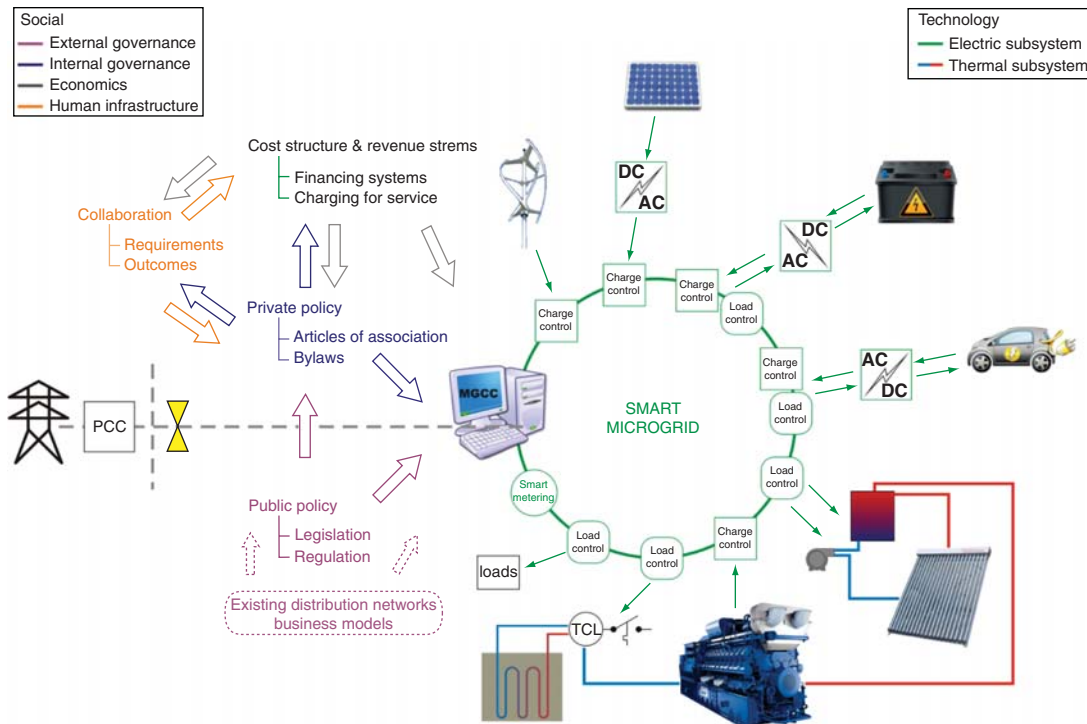 Social
External governance
Internal governance
Economics
Human infrastructure
Technology
Electric subsystem
Thermal subsystem
Cost structure & revenue strems
Financing systems
Charging for service
Collaboration
Requirements
Outcomes
Private policy
Articles of association
Bylaws
PCC
MGCC
Public policy
Legislation
Regulation
Existing distribution networks
business models
SMART
MICROGRID
DC
AC
DC
AC
AC
DC
Charge
control
Charge
control
Charge
control
Load
control
Charge
control
Load
control
Load
control
Charge
control
Load
control
Load
control
Smart
metering
loads
TCL